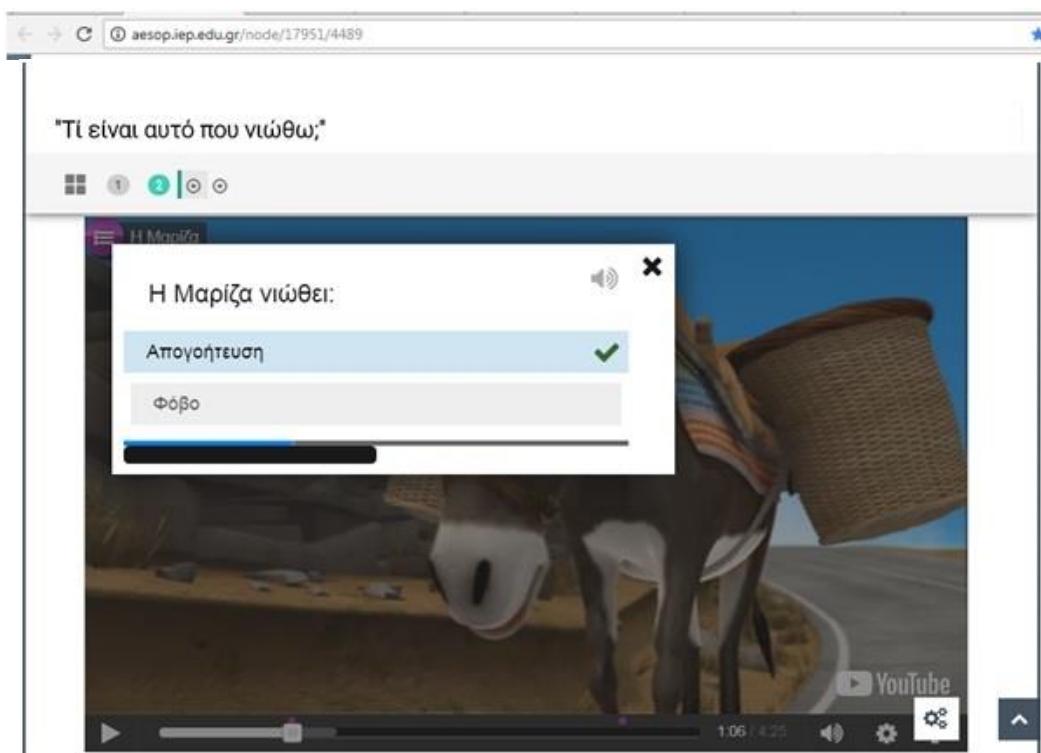 aesop.iep.edu.gr/node/17951/4489
"Τί είναι αυτό που νιώθω;"
1 2
Η Μαρίζα
Η Μαρίζα νιώθει:
Απογοήτευση
Φόβο
YouTube
1:06 / 4:25